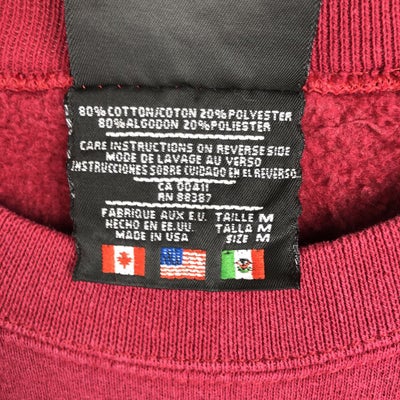 80% COTTON/COTON 20% POLYESTER
80% ALGODON 20% POLIESTER
CARE INSTRUCTIONS ON REVERSE SIDE
MODE DE LAVAGE AU VERSO
INSTRUCCIONES SOBRE CUIDADO EN EL REVERSO.
CA 00411
RN 88387
FABRIQUE AUX E.U. TAILLE M
HECHO EN EE.UU. TALLA M
MADE IN USA SIZE M